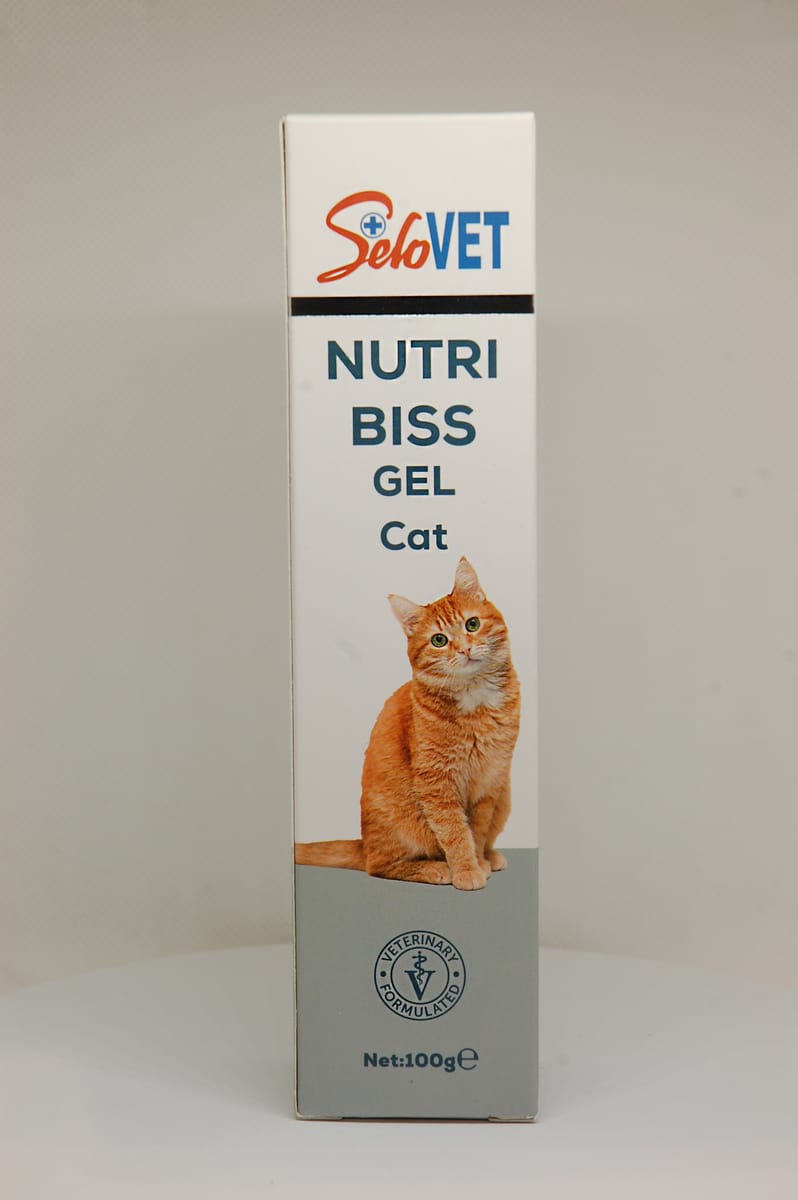 SeloVET
NUTRI
BISS
GEL
Cat
VETERINARY
V
FORMULATED
Net:100g℮